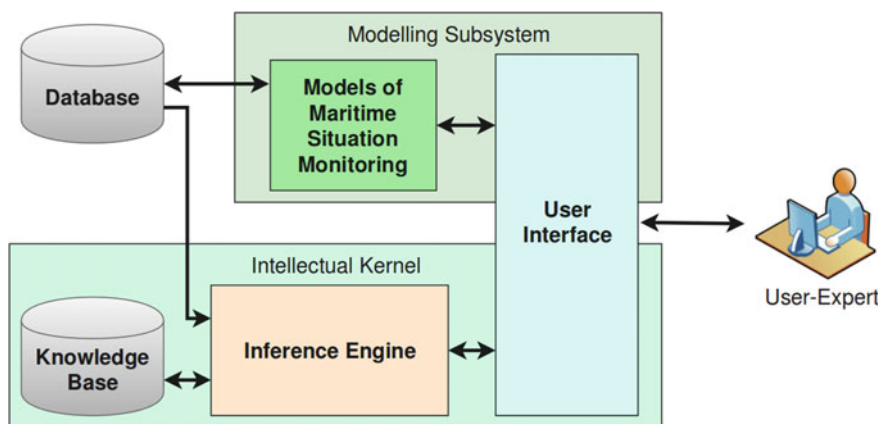 Modelling Subsystem
Database
Models of
Maritime
Situation
Monitoring
User
Interface
User-Expert
Intellectual Kernel
Knowledge
Base
Inference Engine